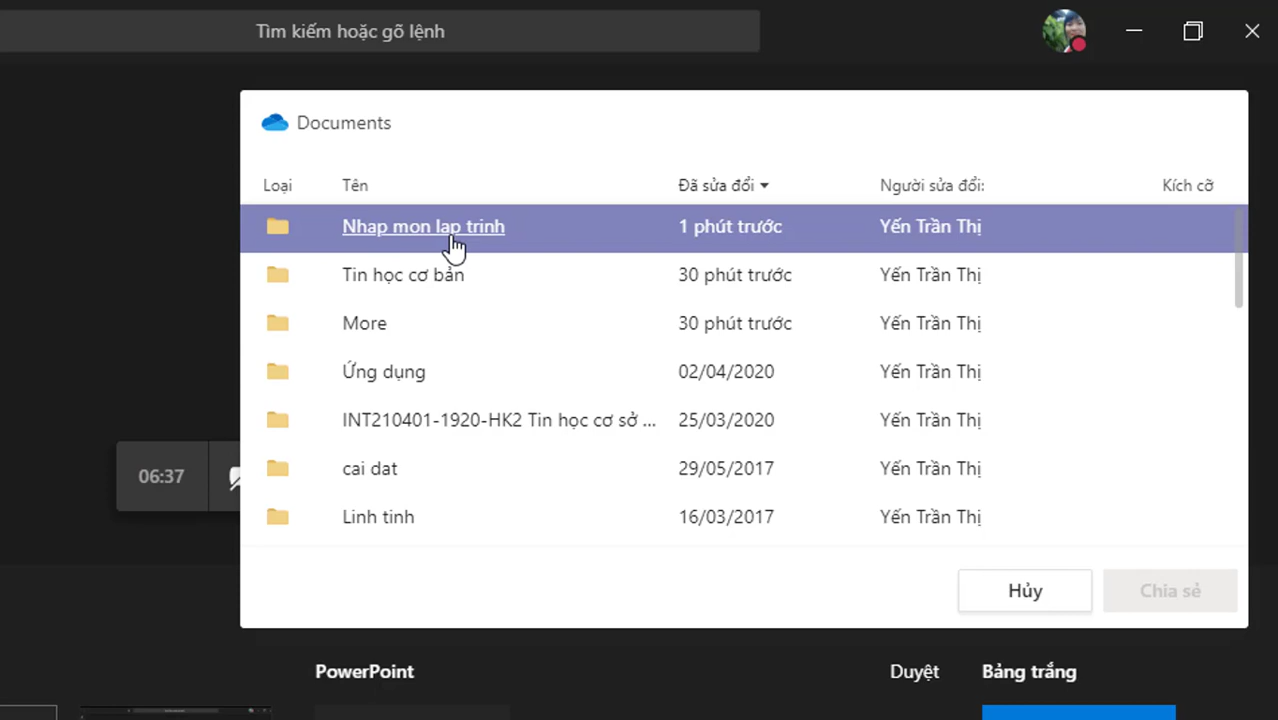 Tìm kiếm hoặc gõ lệnh
Documents
Loại Tên Đã sửa đổi Người sửa đổi: Kích cỡ
Nhap mon lap trinh 1 phút trước Yến Trần Thị
Tin học cơ bản 30 phút trước Yến Trần Thị
More 30 phút trước Yến Trần Thị
Ứng dụng 02/04/2020 Yến Trần Thị
INT210401-1920-HK2 Tin học cơ sở ... 25/03/2020 Yến Trần Thị
cai dat 29/05/2017 Yến Trần Thị
06:37
Linh tinh 16/03/2017 Yến Trần Thị
Hủy Chia sẻ
PowerPoint Duyệt Bảng trắng